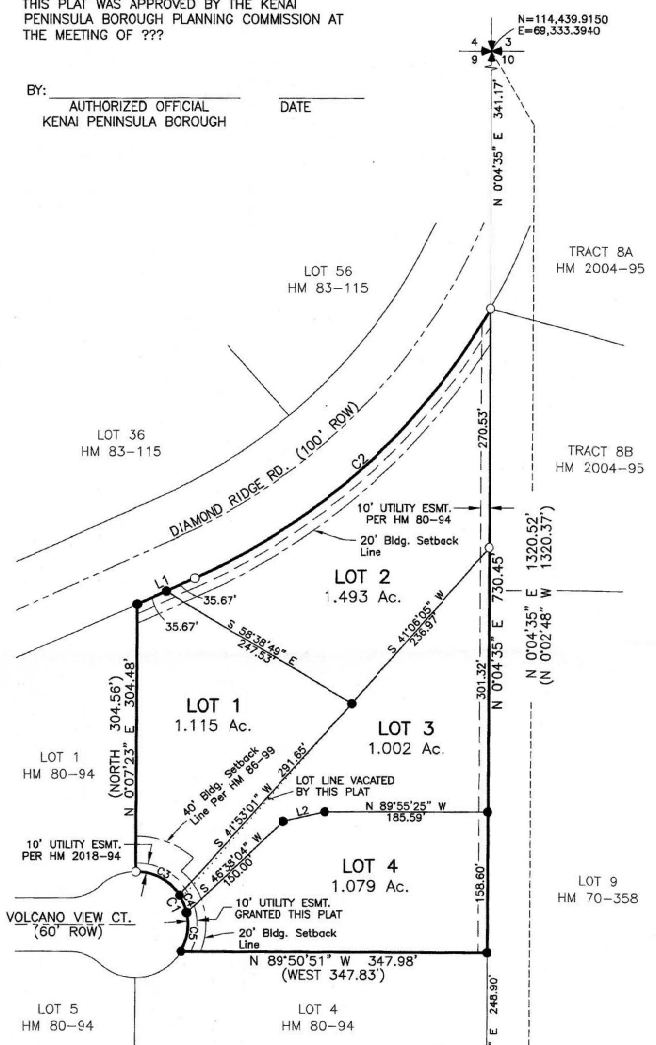 THIS PLAT WAS APPROVED BY THE KENAI
PENINSULA BOROUGH PLANNING COMMISSION AT
THE MEETING OF ???
BY:
AUTHORIZED OFFICIAL
KENAI PENINSULA BOROUGH
DATE
N=114,439.9150
E=69,333.3940
4 3
9 10
N 0°04'35" E 341.17'
TRACT 8A
HM 2004-95
LOT 56
HM 83-115
LOT 36
HM 83-115
DIAMOND RIDGE RD. (100' ROW)
C2
270.53'
TRACT 8B
HM 2004-95
10' UTILITY ESMT.
PER HM 80-94
20' Bldg. Setback
Line
LOT 2
1.493 Ac.
L1
35.67'
35.67'
S 58°38'49" E
247.53'
S 41°06'05" W
236.97'
N 0°04'35" E 730.45'
N 0°04'35" E 1320.52'
(N 0°02'48" W 1320.37')
301.32'
(NORTH 304.56')
N 0°07'23" E 304.48'
LOT 1
1.115 Ac.
LOT 3
1.002 Ac.
LOT 1
HM 80-94
40' Bldg. Setback
Line Per HM 86-99
S 41°53'01" W 291.65'
LOT LINE VACATED
BY THIS PLAT
L2
N 89°55'25" W
185.59'
S 46°35'04" W
150.00'
10' UTILITY ESMT.
PER HM 2018-94
C3
C4
C1
C5
LOT 4
1.079 Ac.
158.60'
LOT 9
HM 70-358
VOLCANO VIEW CT.
(60' ROW)
10' UTILITY ESMT.
GRANTED THIS PLAT
20' Bldg. Setback
Line
N 89°50'51" W 347.98'
(WEST 347.83')
LOT 5
HM 80-94
LOT 4
HM 80-94
" E 248.90'